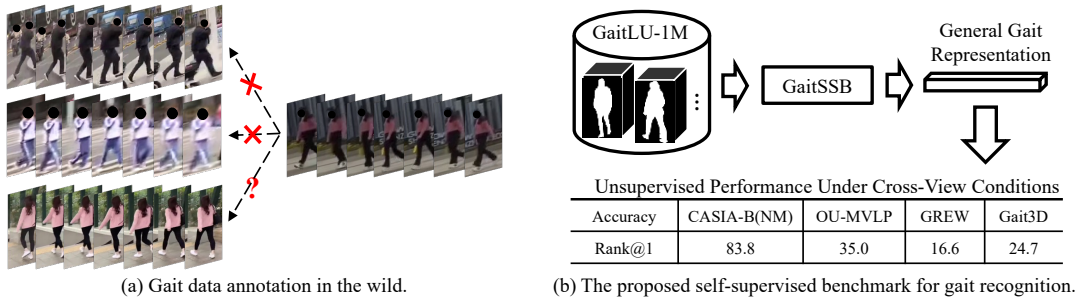 ?
(a) Gait data annotation in the wild.
GaitLU-1M
GaitSSB
General Gait
Representation
Unsupervised Performance Under Cross-View Conditions
Accuracy CASIA-B(NM) OU-MVLP GREW Gait3D
Rank@1 83.8 35.0 16.6 24.7
(b) The proposed self-supervised benchmark for gait recognition.